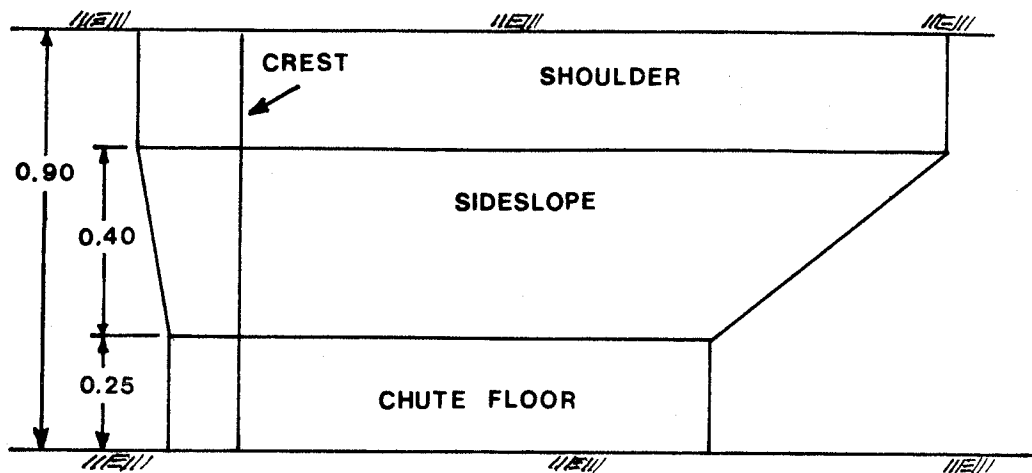 CREST
SHOULDER
0.90
SIDESLOPE
0.40
0.25
CHUTE FLOOR